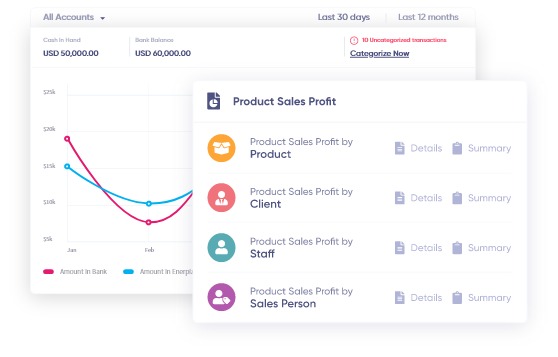 All Accounts
Last 30 days
Last 12 months
Cash in Hand
USD 50,000.00
Bank Balance
USD 60,000.00
10 Uncategorized transactions
Categorize Now
$25k
$20k
$15k
$10k
$5k
Jan
Feb
Amount In Bank
Amount In
Product Sales Profit
Product Sales Profit by
Product
Details
Summary
Product Sales Profit by
Client
Details
Summary
Product Sales Profit by
Staff
Details
Summary
Product Sales Profit by
Sales Person
Details
Summary